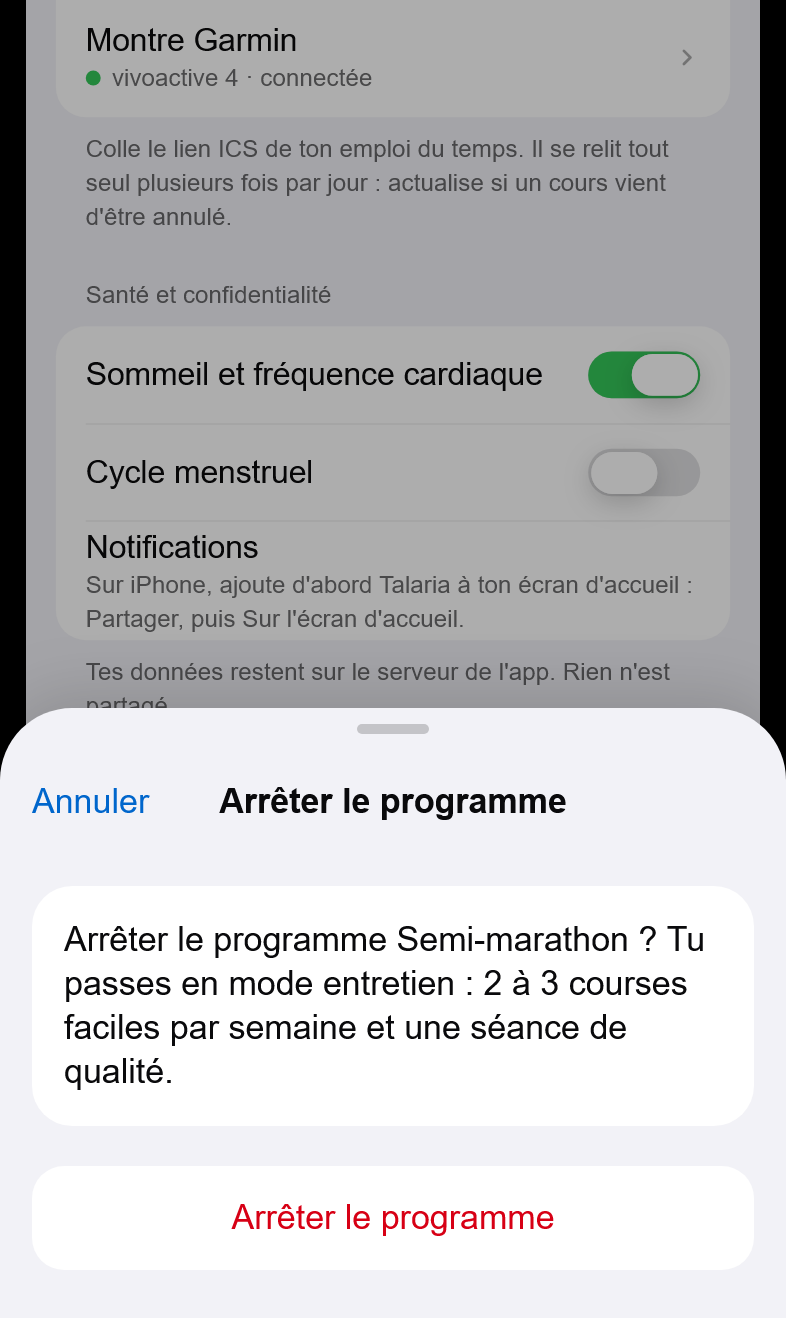 Montre Garmin
vivoactive 4 · connectée
Colle le lien ICS de ton emploi du temps. Il se relit tout
seul plusieurs fois par jour : actualise si un cours vient
d'être annulé.
Santé et confidentialité
Sommeil et fréquence cardiaque
Cycle menstruel
Notifications
Sur iPhone, ajoute d'abord Talaria à ton écran d'accueil :
Partager, puis Sur l'écran d'accueil.
Tes données restent sur le serveur de l'app. Rien n'est
partagé
Annuler
Arrêter le programme
Arrêter le programme Semi-marathon ? Tu
passes en mode entretien : 2 à 3 courses
faciles par semaine et une séance de
qualité.
Arrêter le programme